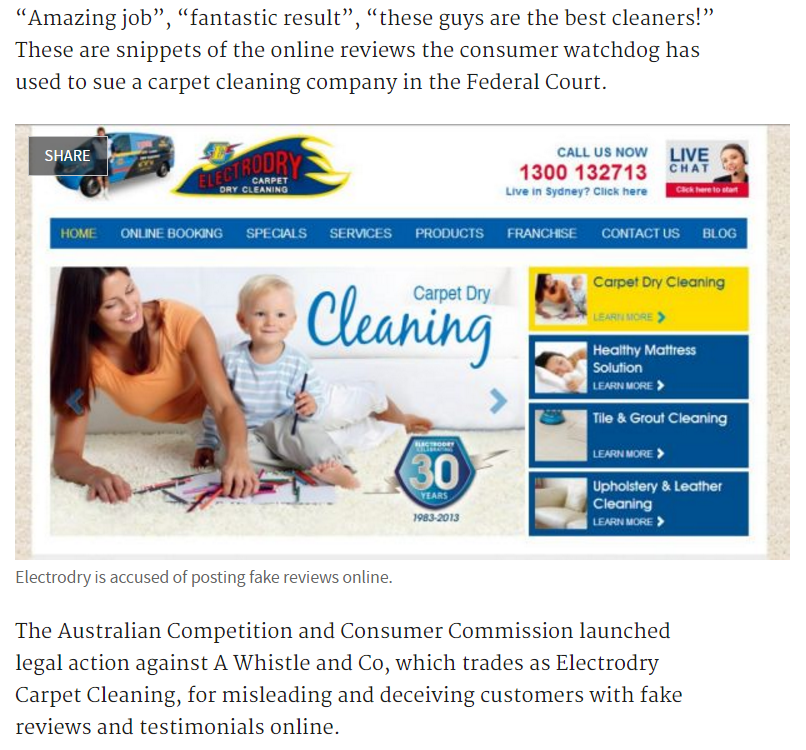 “Amazing job”, “fantastic result”, “these guys are the best cleaners!”
These are snippets of the online reviews the consumer watchdog has
used to sue a carpet cleaning company in the Federal Court.
SHARE
ELECTRODRY
CARPET
DRY CLEANING
CALL US NOW
1300 132713
Live in Sydney? Click here
LIVE
CHAT
Click here to start
HOME ONLINE BOOKING SPECIALS SERVICES PRODUCTS FRANCHISE CONTACT US BLOG
Carpet Dry
Cleaning
ELECTRODRY
CELEBRATING
30
YEARS
1983-2013
Carpet Dry Cleaning
LEARN MORE
Healthy Mattress
Solution
LEARN MORE
Tile & Grout Cleaning
LEARN MORE
Upholstery & Leather
Cleaning
LEARN MORE
Electrodry is accused of posting fake reviews online.
The Australian Competition and Consumer Commission launched
legal action against A Whistle and Co, which trades as Electrodry
Carpet Cleaning, for misleading and deceiving customers with fake
reviews and testimonials online.